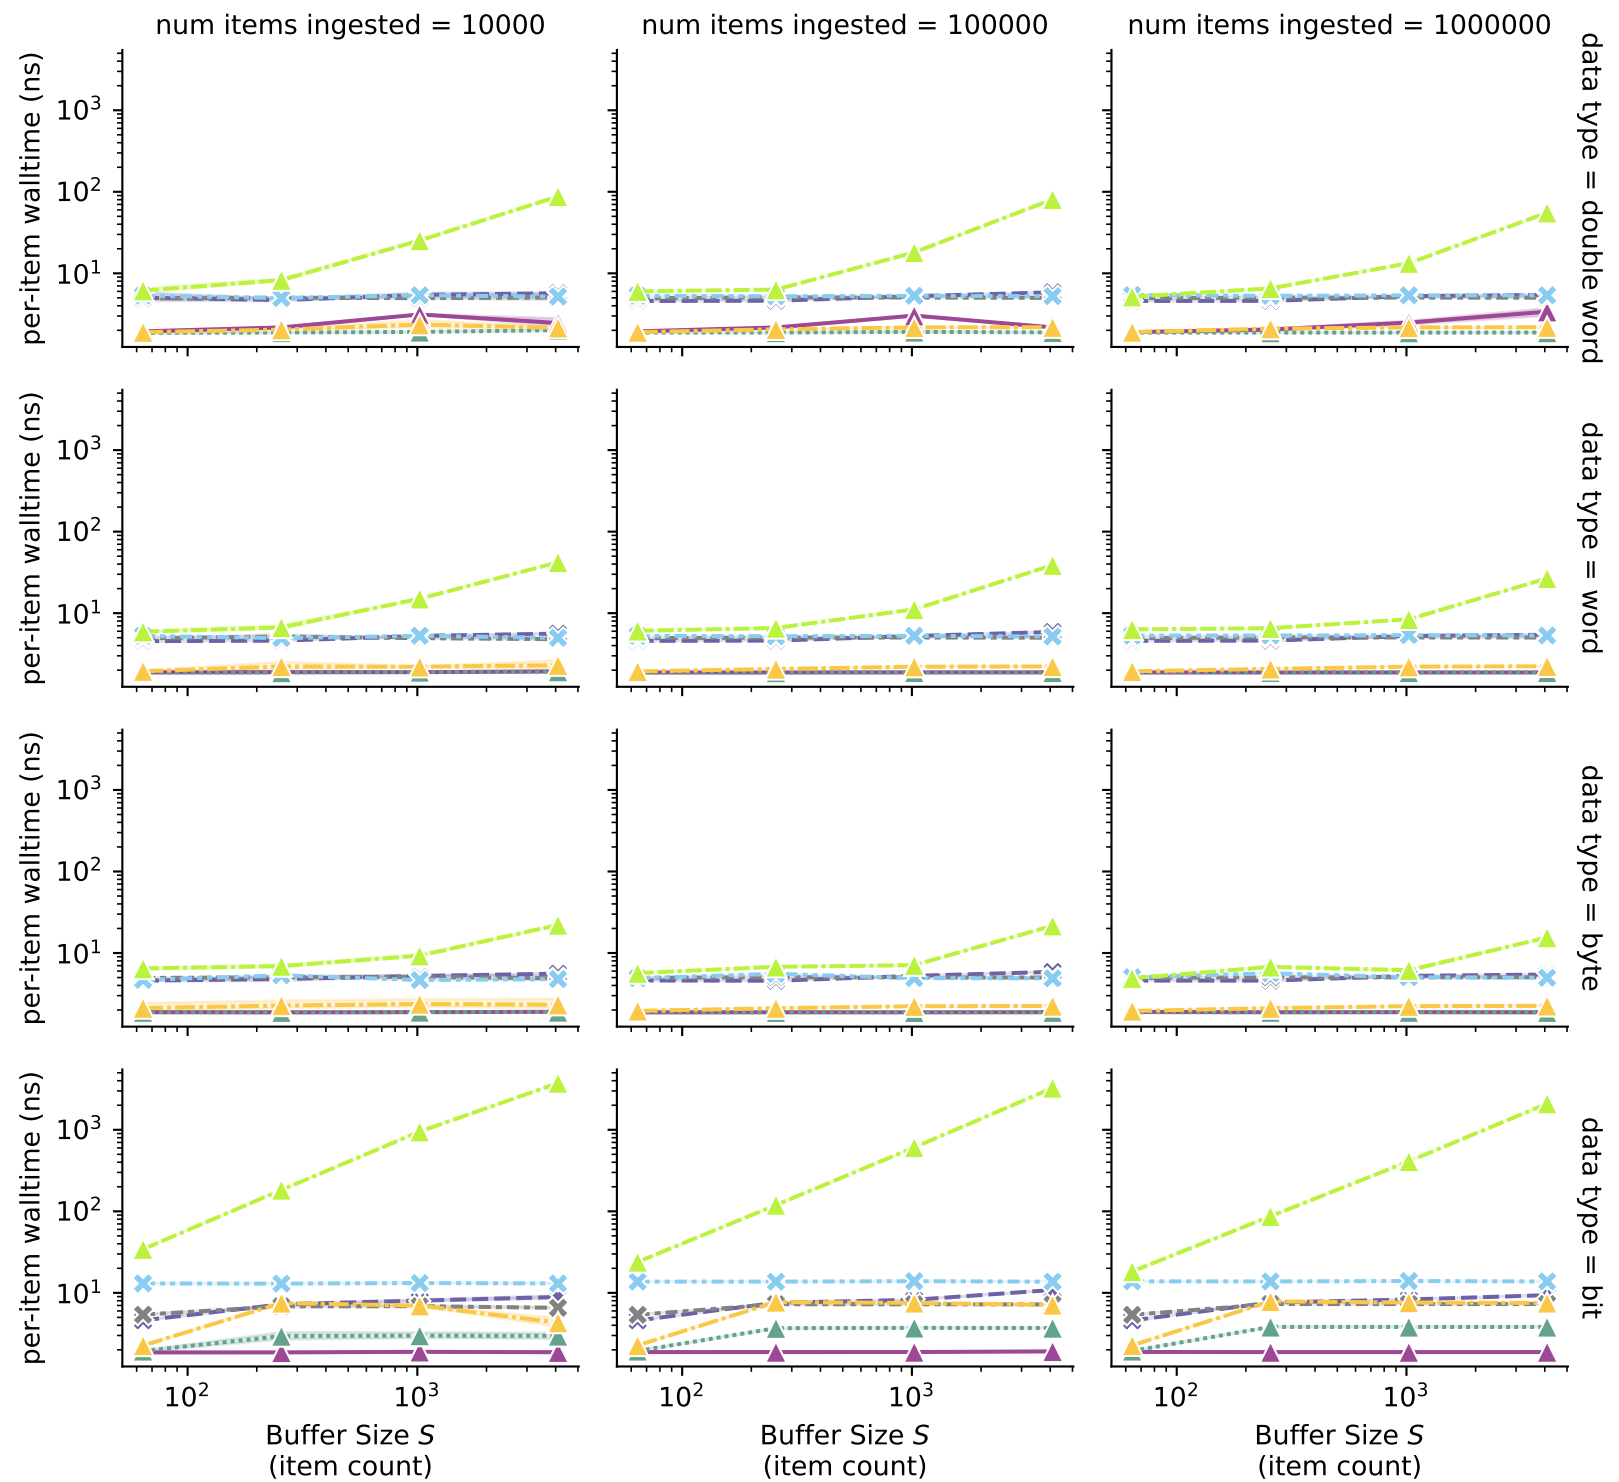 num items ingested = 10000
num items ingested = 100000
num items ingested = 1000000
per-item walltime (ns)
10³
10²
10¹
data type = double word
per-item walltime (ns)
10³
10²
10¹
data type = word
per-item walltime (ns)
10³
10²
10¹
data type = byte
per-item walltime (ns)
10³
10²
10¹
data type = bit
10² 10³
10² 10³
10² 10³
Buffer Size S
(item count)
Buffer Size S
(item count)
Buffer Size S
(item count)